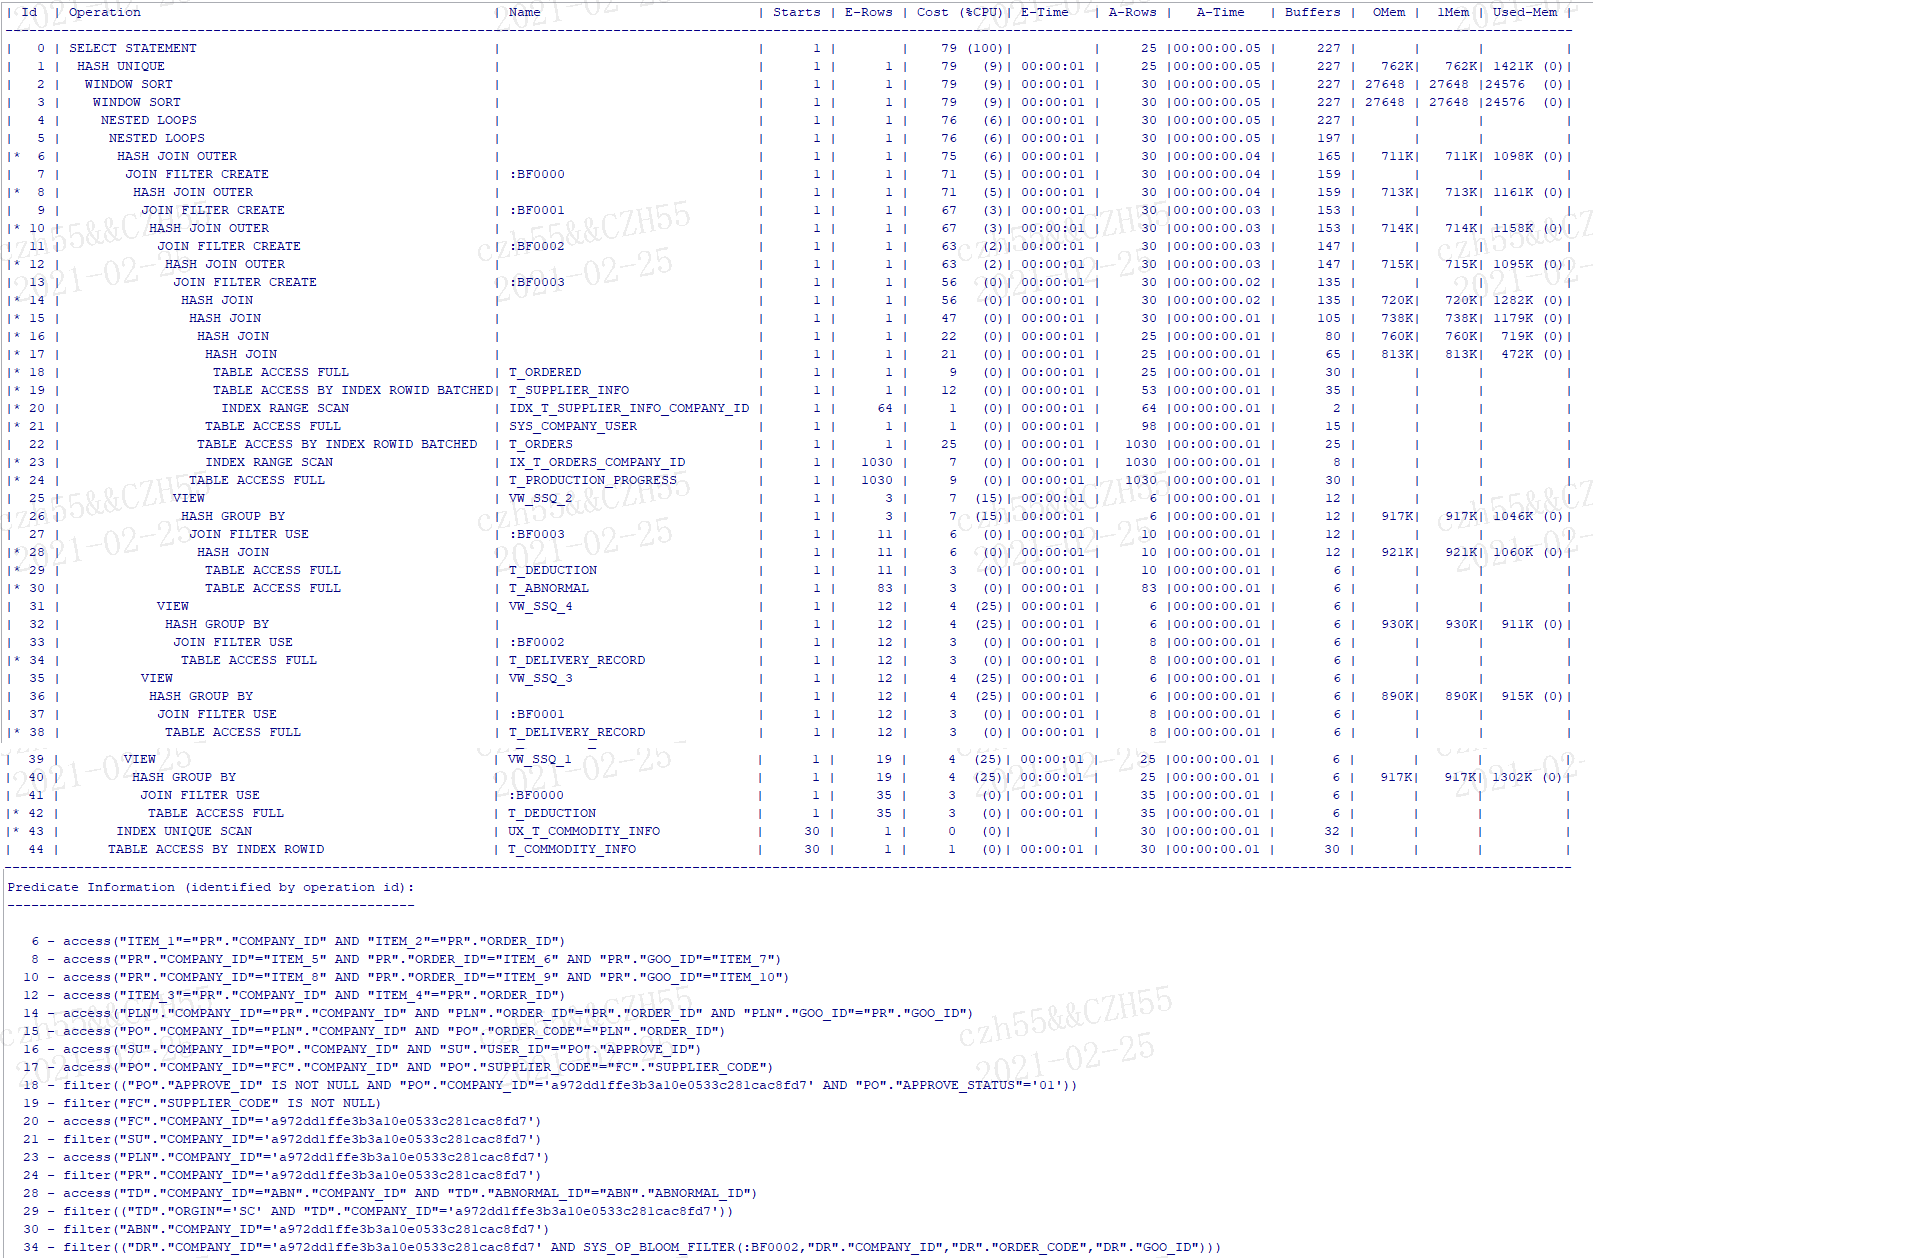 | Id | Operation | Name | Starts | E-Rows | Cost (%CPU)| E-Time | A-Rows | A-Time | Buffers | OMem | 1Mem | Used-Mem |
| 0 | SELECT STATEMENT | | 1 | | 79 (100)| | 25 |00:00:00.05 | 227 | | | |
| 1 | HASH UNIQUE | | 1 | 1 | 79 (9)| 00:00:01 | 25 |00:00:00.05 | 227 | 762K| 762K| 1421K (0)|
| 2 | WINDOW SORT | | 1 | 1 | 79 (9)| 00:00:01 | 30 |00:00:00.05 | 227 | 27648 | 27648 |24576 (0)|
| 3 | WINDOW SORT | | 1 | 1 | 79 (9)| 00:00:01 | 30 |00:00:00.05 | 227 | 27648 | 27648 |24576 (0)|
| 4 | NESTED LOOPS | | 1 | 1 | 76 (6)| 00:00:01 | 30 |00:00:00.05 | 227 | | | |
| 5 | NESTED LOOPS | | 1 | 1 | 76 (6)| 00:00:01 | 30 |00:00:00.05 | 197 | | | |
|* 6 | HASH JOIN OUTER | | 1 | 1 | 75 (6)| 00:00:01 | 30 |00:00:00.04 | 165 | 711K| 711K| 1098K (0)|
| 7 | JOIN FILTER CREATE | :BF0000 | 1 | 1 | 71 (5)| 00:00:01 | 30 |00:00:00.04 | 159 | | | |
|* 8 | HASH JOIN OUTER | | 1 | 1 | 71 (5)| 00:00:01 | 30 |00:00:00.04 | 159 | 713K| 713K| 1161K (0)|
| 9 | JOIN FILTER CREATE | :BF0001 | 1 | 1 | 67 (3)| 00:00:01 | 30 |00:00:00.03 | 153 | | | |
|* 10 | HASH JOIN OUTER | | 1 | 1 | 67 (3)| 00:00:01 | 30 |00:00:00.03 | 153 | 714K| 714K| 1158K (0)|
| 11 | JOIN FILTER CREATE | :BF0002 | 1 | 1 | 63 (2)| 00:00:01 | 30 |00:00:00.03 | 147 | | | |
|* 12 | HASH JOIN OUTER | | 1 | 1 | 63 (2)| 00:00:01 | 30 |00:00:00.03 | 147 | 715K| 715K| 1095K (0)|
| 13 | JOIN FILTER CREATE | :BF0003 | 1 | 1 | 56 (0)| 00:00:01 | 30 |00:00:00.02 | 135 | | | |
|* 14 | HASH JOIN | | 1 | 1 | 56 (0)| 00:00:01 | 30 |00:00:00.02 | 135 | 720K| 720K| 1282K (0)|
|* 15 | HASH JOIN | | 1 | 1 | 47 (0)| 00:00:01 | 30 |00:00:00.01 | 105 | 738K| 738K| 1179K (0)|
|* 16 | HASH JOIN | | 1 | 1 | 22 (0)| 00:00:01 | 25 |00:00:00.01 | 80 | 760K| 760K| 719K (0)|
|* 17 | HASH JOIN | | 1 | 1 | 21 (0)| 00:00:01 | 25 |00:00:00.01 | 65 | 813K| 813K| 472K (0)|
|* 18 | TABLE ACCESS FULL | T_ORDERED | 1 | 1 | 9 (0)| 00:00:01 | 25 |00:00:00.01 | 30 | | | |
|* 19 | TABLE ACCESS BY INDEX ROWID BATCHED| T_SUPPLIER_INFO | 1 | 1 | 12 (0)| 00:00:01 | 53 |00:00:00.01 | 35 | | | |
|* 20 | INDEX RANGE SCAN | IDX_T_SUPPLIER_INFO_COMPANY_ID | 1 | 64 | 1 (0)| 00:00:01 | 64 |00:00:00.01 | 2 | | | |
|* 21 | TABLE ACCESS FULL | SYS_COMPANY_USER | 1 | 1 | 1 (0)| 00:00:01 | 98 |00:00:00.01 | 15 | | | |
| 22 | TABLE ACCESS BY INDEX ROWID BATCHED | T_ORDERS | 1 | 1 | 25 (0)| 00:00:01 | 1030 |00:00:00.01 | 25 | | | |
|* 23 | INDEX RANGE SCAN | IX_T_ORDERS_COMPANY_ID | 1 | 1030 | 7 (0)| 00:00:01 | 1030 |00:00:00.01 | 8 | | | |
|* 24 | TABLE ACCESS FULL | T_PRODUCTION_PROGRESS | 1 | 1030 | 9 (0)| 00:00:01 | 1030 |00:00:00.01 | 30 | | | |
| 25 | VIEW | VW_SSQ_2 | 1 | 3 | 7 (15)| 00:00:01 | 6 |00:00:00.01 | 12 | | | |
| 26 | HASH GROUP BY | | 1 | 3 | 7 (15)| 00:00:01 | 6 |00:00:00.01 | 12 | 917K| 917K| 1046K (0)|
| 27 | JOIN FILTER USE | :BF0003 | 1 | 11 | 6 (0)| 00:00:01 | 10 |00:00:00.01 | 12 | | | |
|* 28 | HASH JOIN | | 1 | 11 | 6 (0)| 00:00:01 | 10 |00:00:00.01 | 12 | 921K| 921K| 1060K (0)|
|* 29 | TABLE ACCESS FULL | T_DEDUCTION | 1 | 11 | 3 (0)| 00:00:01 | 10 |00:00:00.01 | 6 | | | |
|* 30 | TABLE ACCESS FULL | T_ABNORMAL | 1 | 83 | 3 (0)| 00:00:01 | 83 |00:00:00.01 | 6 | | | |
| 31 | VIEW | VW_SSQ_4 | 1 | 12 | 4 (25)| 00:00:01 | 6 |00:00:00.01 | 6 | | | |
| 32 | HASH GROUP BY | | 1 | 12 | 4 (25)| 00:00:01 | 6 |00:00:00.01 | 6 | 930K| 930K| 911K (0)|
| 33 | JOIN FILTER USE | :BF0002 | 1 | 12 | 3 (0)| 00:00:01 | 8 |00:00:00.01 | 6 | | | |
|* 34 | TABLE ACCESS FULL | T_DELIVERY_RECORD | 1 | 12 | 3 (0)| 00:00:01 | 8 |00:00:00.01 | 6 | | | |
| 35 | VIEW | VW_SSQ_3 | 1 | 12 | 4 (25)| 00:00:01 | 6 |00:00:00.01 | 6 | | | |
| 36 | HASH GROUP BY | | 1 | 12 | 4 (25)| 00:00:01 | 6 |00:00:00.01 | 6 | 890K| 890K| 915K (0)|
| 37 | JOIN FILTER USE | :BF0001 | 1 | 12 | 3 (0)| 00:00:01 | 8 |00:00:00.01 | 6 | | | |
|* 38 | TABLE ACCESS FULL | T_DELIVERY_RECORD | 1 | 12 | 3 (0)| 00:00:01 | 8 |00:00:00.01 | 6 | | | |
| 39 | VIEW | VW_SSQ_1 | 1 | 19 | 4 (25)| 00:00:01 | 25 |00:00:00.01 | 6 | | | |
| 40 | HASH GROUP BY | | 1 | 19 | 4 (25)| 00:00:01 | 25 |00:00:00.01 | 6 | 917K| 917K| 1302K (0)|
| 41 | JOIN FILTER USE | :BF0000 | 1 | 35 | 3 (0)| 00:00:01 | 35 |00:00:00.01 | 6 | | | |
|* 42 | TABLE ACCESS FULL | T_DEDUCTION | 1 | 35 | 3 (0)| 00:00:01 | 35 |00:00:00.01 | 6 | | | |
|* 43 | INDEX UNIQUE SCAN | UX_T_COMMODITY_INFO | 30 | 1 | 0 (0)| | 30 |00:00:00.01 | 32 | | | |
| 44 | TABLE ACCESS BY INDEX ROWID | T_COMMODITY_INFO | 30 | 1 | 1 (0)| 00:00:01 | 30 |00:00:00.01 | 30 | | | |
Predicate Information (identified by operation id):
6 - access("ITEM_1"="PR"."COMPANY_ID" AND "ITEM_2"="PR"."ORDER_ID")
8 - access("PR"."COMPANY_ID"="ITEM_5" AND "PR"."ORDER_ID"="ITEM_6" AND "PR"."GOO_ID"="ITEM_7")
10 - access("PR"."COMPANY_ID"="ITEM_8" AND "PR"."ORDER_ID"="ITEM_9" AND "PR"."GOO_ID"="ITEM_10")
12 - access("ITEM_3"="PR"."COMPANY_ID" AND "ITEM_4"="PR"."ORDER_ID")
14 - access("PLN"."COMPANY_ID"="PR"."COMPANY_ID" AND "PLN"."ORDER_ID"="PR"."ORDER_ID" AND "PLN"."GOO_ID"="PR"."GOO_ID")
15 - access("PO"."COMPANY_ID"="PLN"."COMPANY_ID" AND "PO"."ORDER_CODE"="PLN"."ORDER_ID")
16 - access("SU"."COMPANY_ID"="PO"."COMPANY_ID" AND "SU"."USER_ID"="PO"."APPROVE_ID")
17 - access("PO"."COMPANY_ID"="FC"."COMPANY_ID" AND "PO"."SUPPLIER_CODE"="FC"."SUPPLIER_CODE")
18 - filter(("PO"."APPROVE_ID" IS NOT NULL AND "PO"."COMPANY_ID"='a972dd1ffe3b3a10e0533c281cac8fd7' AND "PO"."APPROVE_STATUS"='01'))
19 - filter("FC"."SUPPLIER_CODE" IS NOT NULL)
20 - access("FC"."COMPANY_ID"='a972dd1ffe3b3a10e0533c281cac8fd7')
21 - filter("SU"."COMPANY_ID"='a972dd1ffe3b3a10e0533c281cac8fd7')
23 - access("PLN"."COMPANY_ID"='a972dd1ffe3b3a10e0533c281cac8fd7')
24 - filter("PR"."COMPANY_ID"='a972dd1ffe3b3a10e0533c281cac8fd7')
28 - access("TD"."COMPANY_ID"="ABN"."COMPANY_ID" AND "TD"."ABNORMAL_ID"="ABN"."ABNORMAL_ID")
29 - filter(("TD"."ORGIN"='SC' AND "TD"."COMPANY_ID"='a972dd1ffe3b3a10e0533c281cac8fd7'))
30 - filter("ABN"."COMPANY_ID"='a972dd1ffe3b3a10e0533c281cac8fd7')
34 - filter(("DR"."COMPANY_ID"='a972dd1ffe3b3a10e0533c281cac8fd7' AND SYS_OP_BLOOM_FILTER(:BF0002,"DR"."COMPANY_ID","DR"."ORDER_CODE","DR"."GOO_ID")))
czh55&&CZH55
2021-02-25